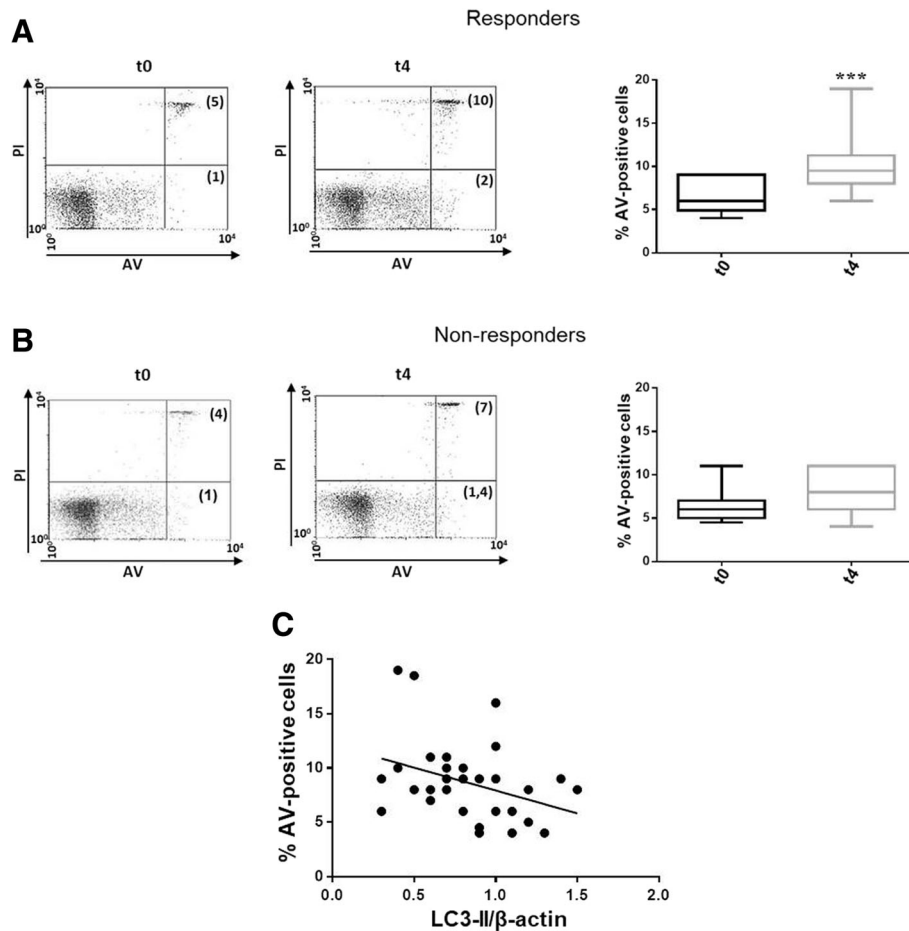 Responders
A
t0
t4
10⁴
PI
10⁰
(5)
(1)
10⁰
10⁴
AV
10⁴
PI
10⁰
(10)
(2)
10⁰
10⁴
AV
***
% AV-positive cells
20
15
10
5
0
t0
t4
Non-responders
B
t0
t4
10⁴
PI
10⁰
(4)
(1)
10⁰
10⁴
AV
10⁴
PI
10⁰
(7)
(1,4)
10⁰
10⁴
AV
% AV-positive cells
20
15
10
5
0
t0
t4
C
% AV-positive cells
20
15
10
5
0
0.0 0.5 1.0 1.5 2.0
LC3-II/β-actin